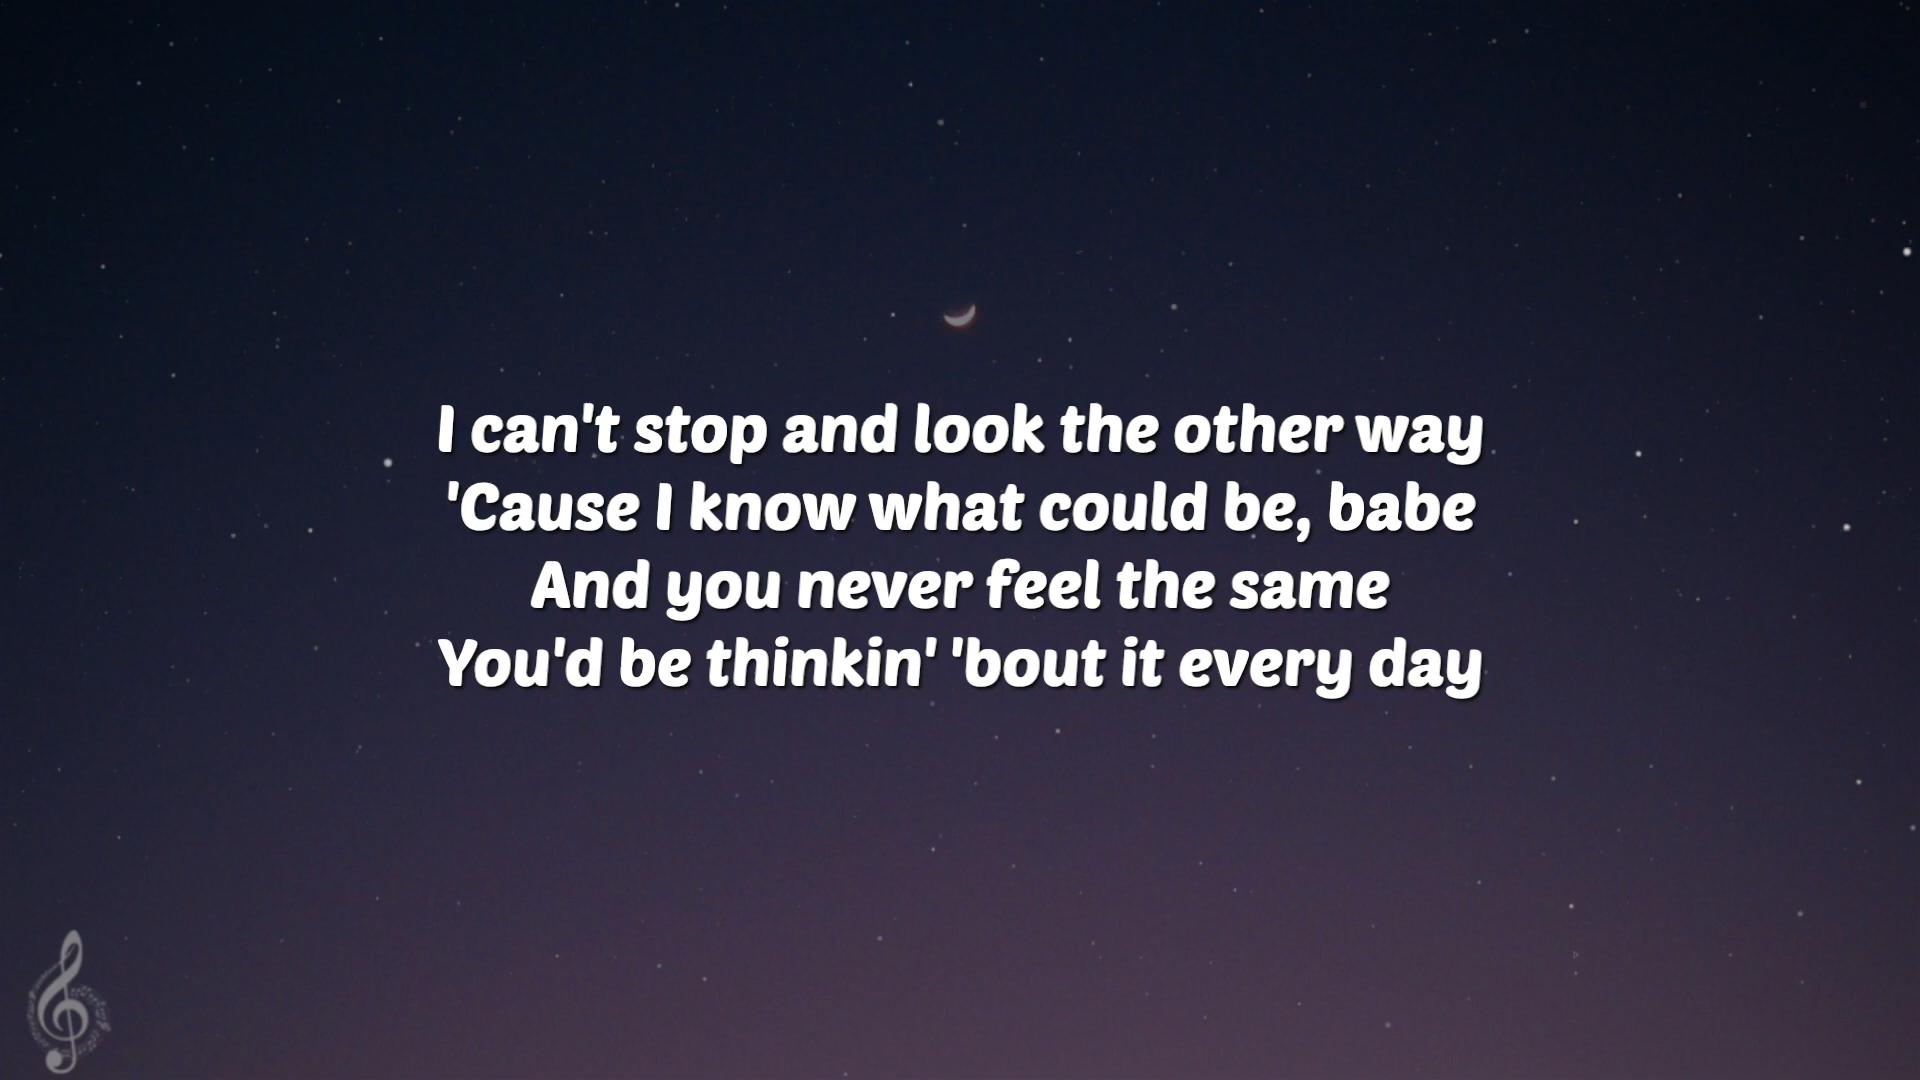 I can't stop and look the other way
'Cause I know what could be, babe
And you never feel the same
You'd be thinkin' 'bout it every day